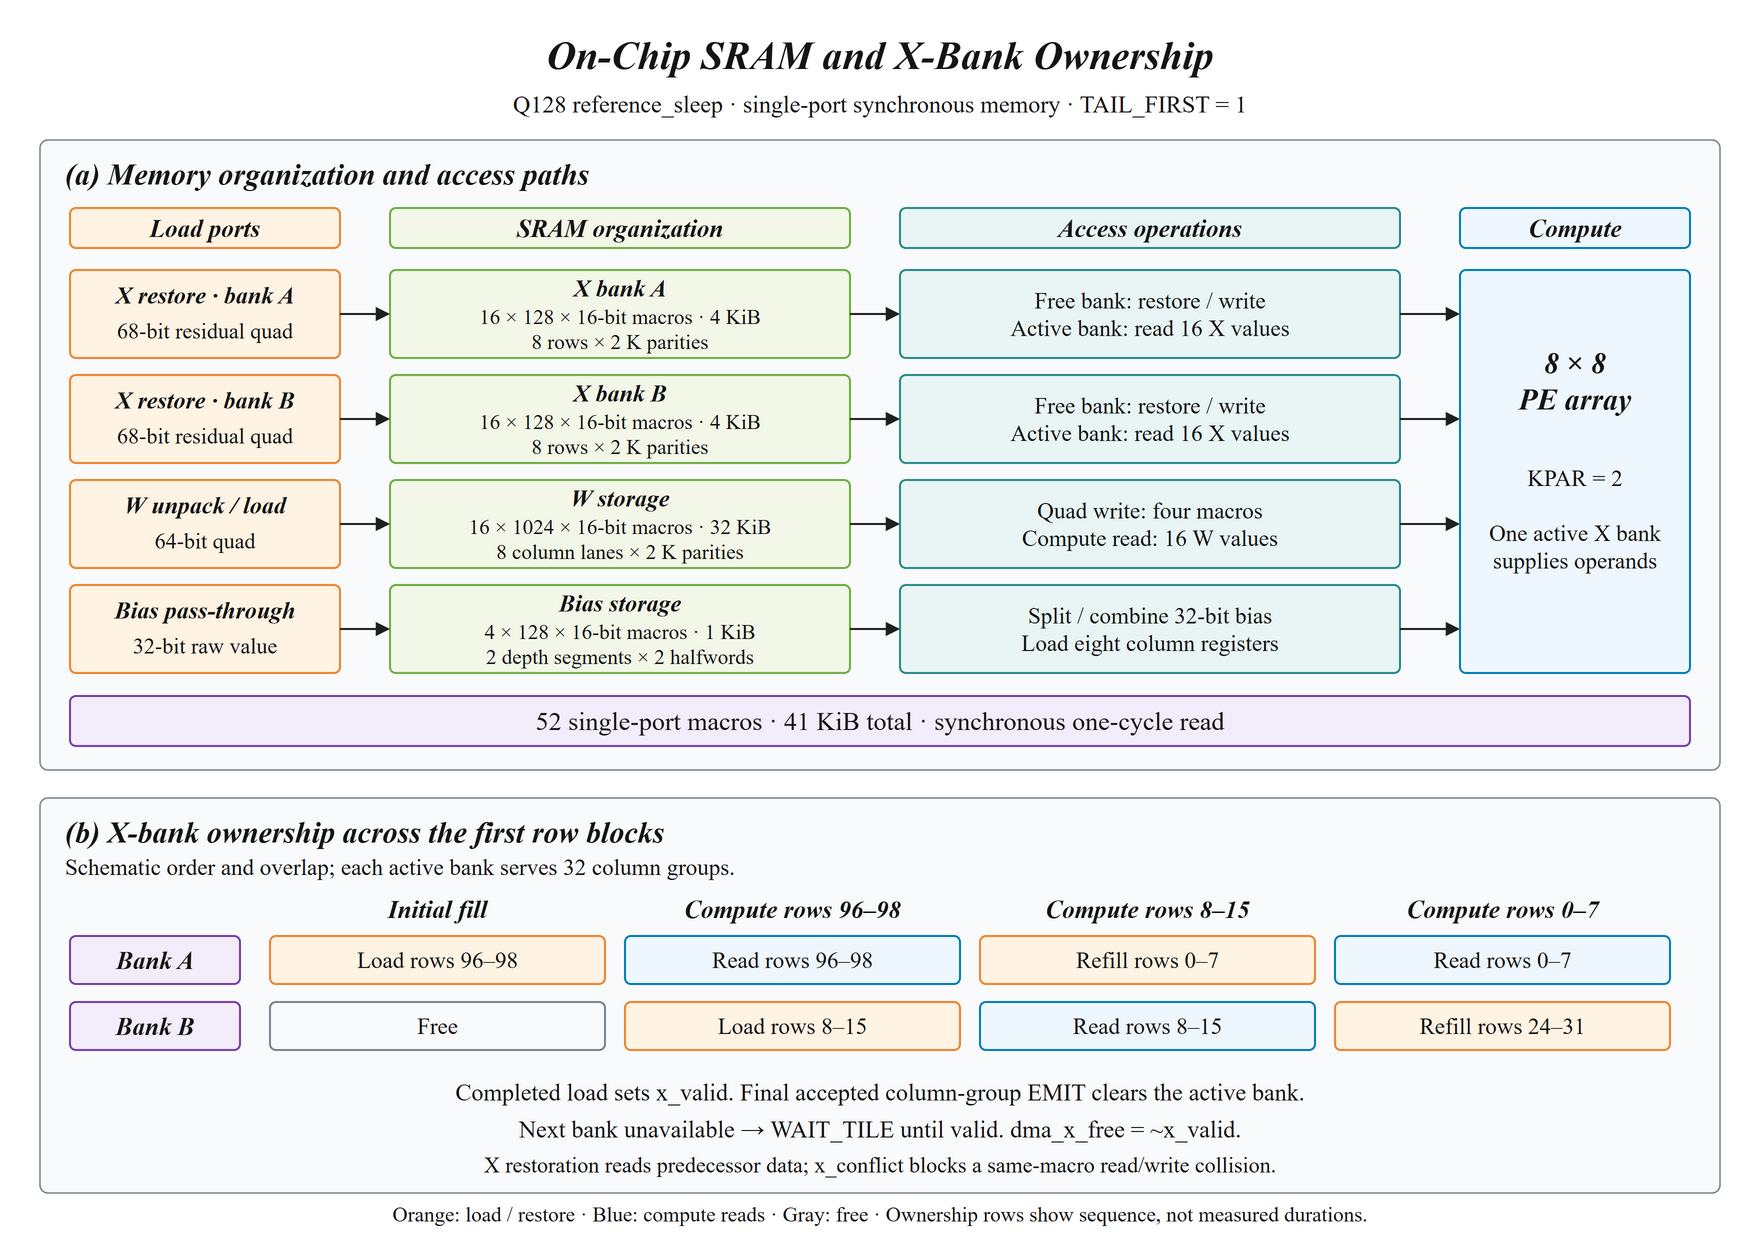 On-Chip SRAM and X-Bank Ownership
Q128 reference_sleep · single-port synchronous memory · TAIL_FIRST = 1
(a) Memory organization and access paths
Load ports
SRAM organization
Access operations
Compute
X restore · bank A
68-bit residual quad
X bank A
16 × 128 × 16-bit macros · 4 KiB
8 rows × 2 K parities
Free bank: restore / write
Active bank: read 16 X values
X restore · bank B
68-bit residual quad
X bank B
16 × 128 × 16-bit macros · 4 KiB
8 rows × 2 K parities
Free bank: restore / write
Active bank: read 16 X values
W unpack / load
64-bit quad
W storage
16 × 1024 × 16-bit macros · 32 KiB
8 column lanes × 2 K parities
Quad write: four macros
Compute read: 16 W values
Bias pass-through
32-bit raw value
Bias storage
4 × 128 × 16-bit macros · 1 KiB
2 depth segments × 2 halfwords
Split / combine 32-bit bias
Load eight column registers
8 × 8
PE array
KPAR = 2
One active X bank
supplies operands
52 single-port macros · 41 KiB total · synchronous one-cycle read
(b) X-bank ownership across the first row blocks
Schematic order and overlap; each active bank serves 32 column groups.
Initial fill
Compute rows 96–98
Compute rows 8–15
Compute rows 0–7
Bank A
Load rows 96–98
Read rows 96–98
Refill rows 0–7
Read rows 0–7
Bank B
Free
Load rows 8–15
Read rows 8–15
Refill rows 24–31
Completed load sets x_valid. Final accepted column-group EMIT clears the active bank.
Next bank unavailable → WAIT_TILE until valid. dma_x_free = ~x_valid.
X restoration reads predecessor data; x_conflict blocks a same-macro read/write collision.
Orange: load / restore · Blue: compute reads · Gray: free · Ownership rows show sequence, not measured durations.